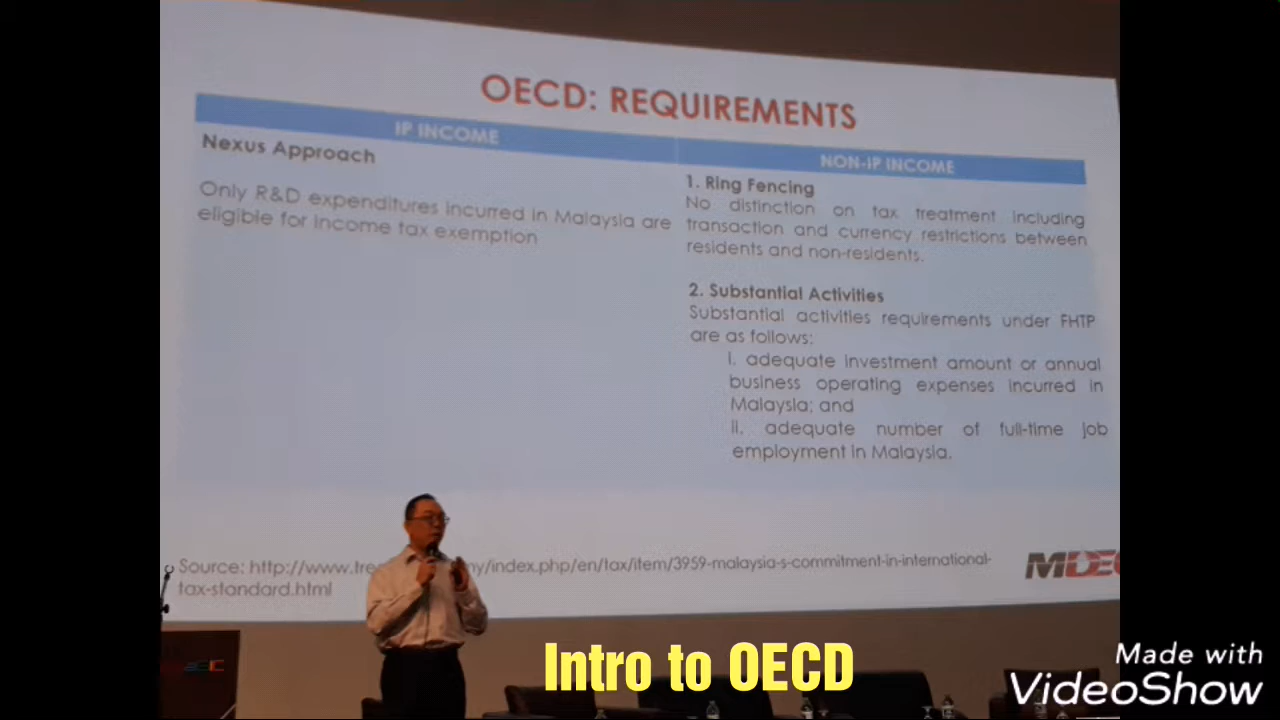 OECD: REQUIREMENTS
IP INCOME
Nexus Approach
Only R&D expenditures incurred in Malaysia are
eligible for income tax exemption
NON-IP INCOME
1. Ring Fencing
No distinction on tax treatment including
transaction and currency restrictions between
residents and non-residents.
2. Substantial Activities
Substantial activities requirements under FHTP
are as follows:
i. adequate investment amount or annual
business operating expenses incurred in
Malaysia; and
ii. adequate number of full-time job
employment in Malaysia.
Source: http://www.tre
ny/index.php/en/tax/item/3959-malaysia-s-commitment-in-international-
tax-standard.html
MDEC
Intro to OECD
Made with
VideoShow